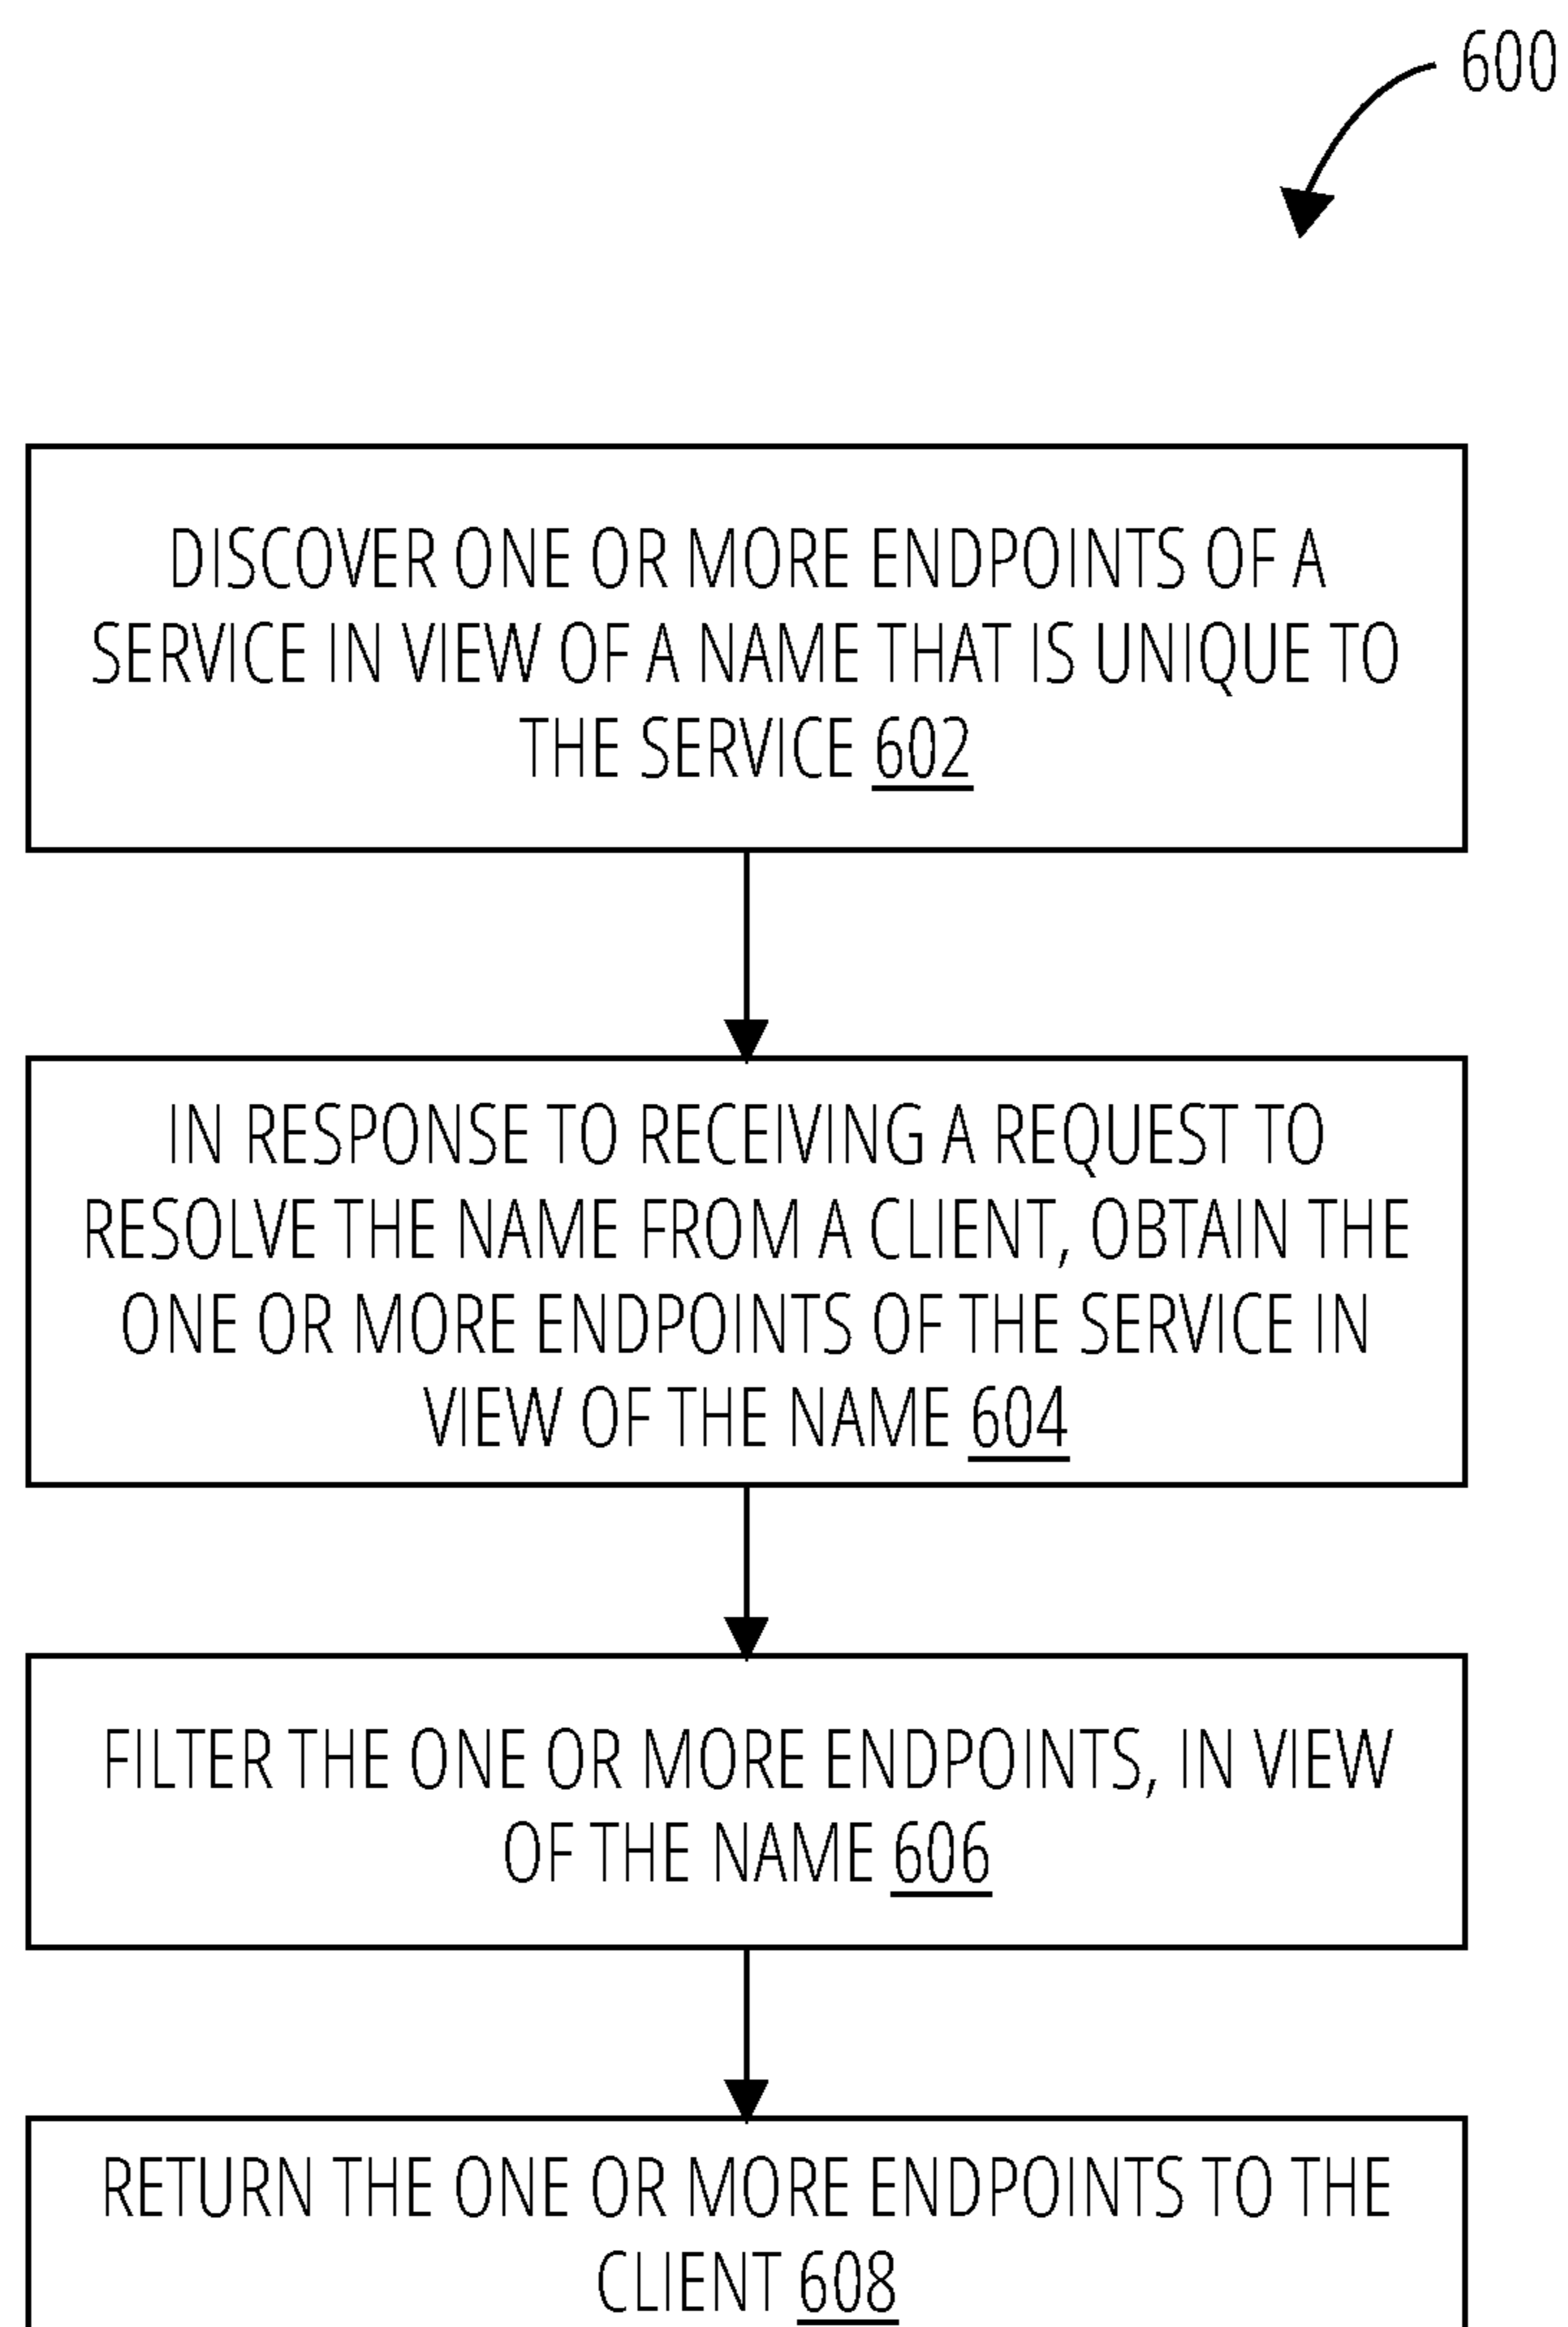 600
DISCOVER ONE OR MORE ENDPOINTS OF A
SERVICE IN VIEW OF A NAME THAT IS UNIQUE TO
THE SERVICE 602
IN RESPONSE TO RECEIVING A REQUEST TO
RESOLVE THE NAME FROM A CLIENT, OBTAIN THE
ONE OR MORE ENDPOINTS OF THE SERVICE IN
VIEW OF THE NAME 604
FILTER THE ONE OR MORE ENDPOINTS, IN VIEW
OF THE NAME 606
RETURN THE ONE OR MORE ENDPOINTS TO THE
CLIENT 608